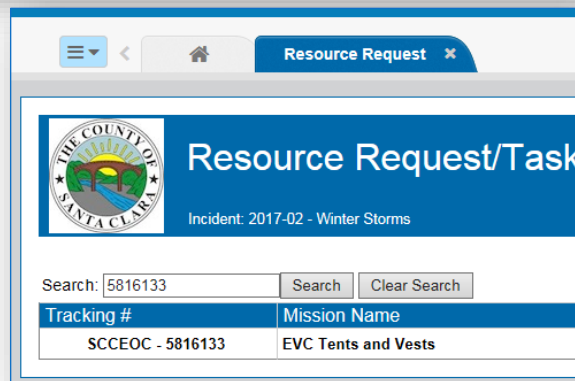 Resource Request ×
THE COUNTY OF
SANTA CLARA
Resource Request/Task
Incident: 2017-02 - Winter Storms
Search: 5816133 Search Clear Search
Tracking # Mission Name
SCCEOC - 5816133 EVC Tents and Vests